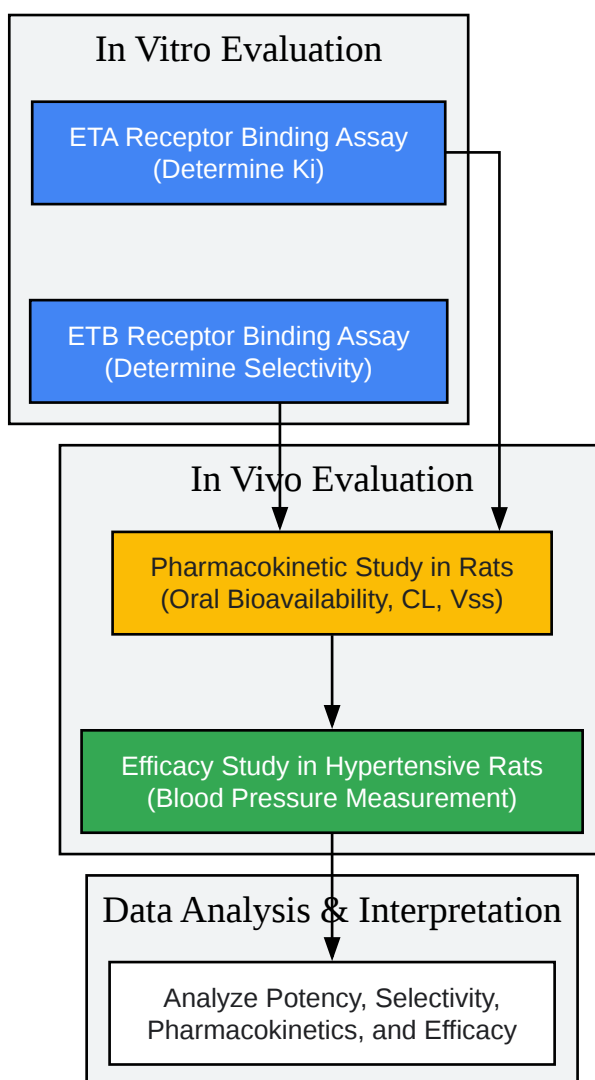 In Vitro Evaluation
ETA Receptor Binding Assay
(Determine Ki)
ETB Receptor Binding Assay
(Determine Selectivity)
In Vivo Evaluation
Pharmacokinetic Study in Rats
(Oral Bioavailability, CL, Vss)
Efficacy Study in Hypertensive Rats
(Blood Pressure Measurement)
Data Analysis & Interpretation
Analyze Potency, Selectivity,
Pharmacokinetics, and Efficacy